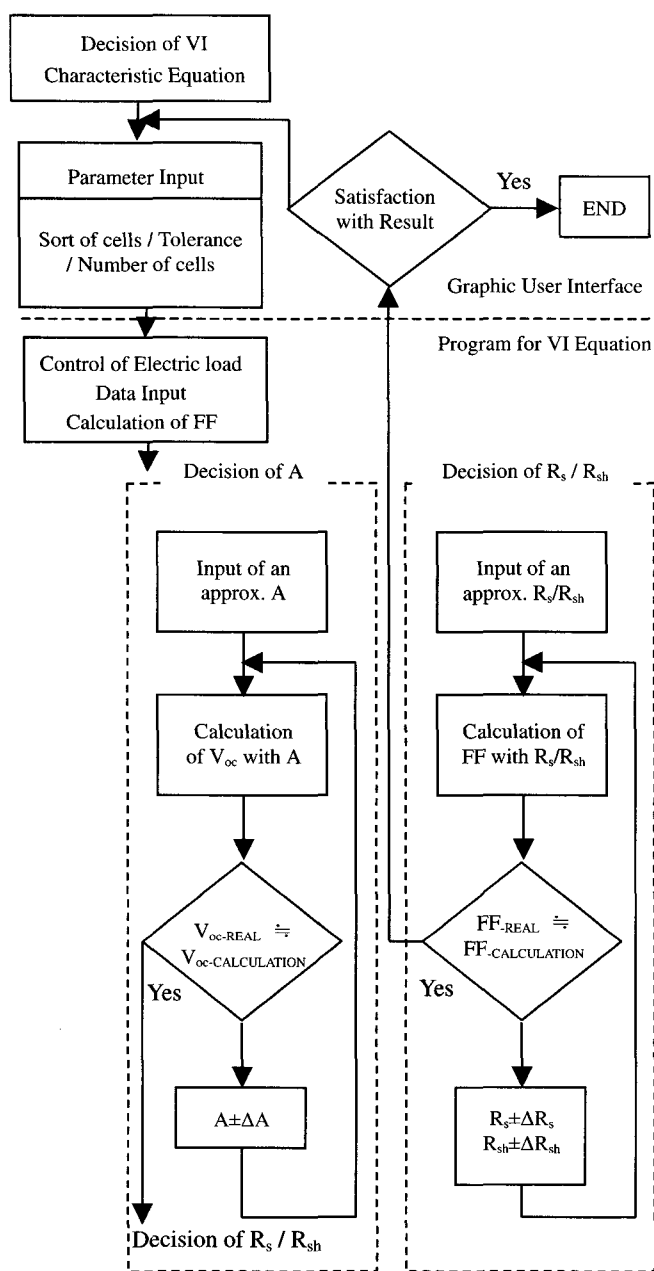 Decision of VI
Characteristic Equation
Parameter Input
Sort of cells / Tolerance
/ Number of cells
Satisfaction
with Result
Yes
END
Graphic User Interface
Program for VI Equation
Control of Electric load
Data Input
Calculation of FF
Decision of A
Input of an
approx. A
Calculation
of Voc with A
Voc-REAL ≒
Voc-CALCULATION
Yes
A±ΔA
Decision of Rs / Rsh
Decision of Rs / Rsh
Input of an
approx. Rs/Rsh
Calculation of
FF with Rs/Rsh
FF-REAL ≒
FF-CALCULATION
Yes
Rs±ΔRs
Rsh±ΔRsh